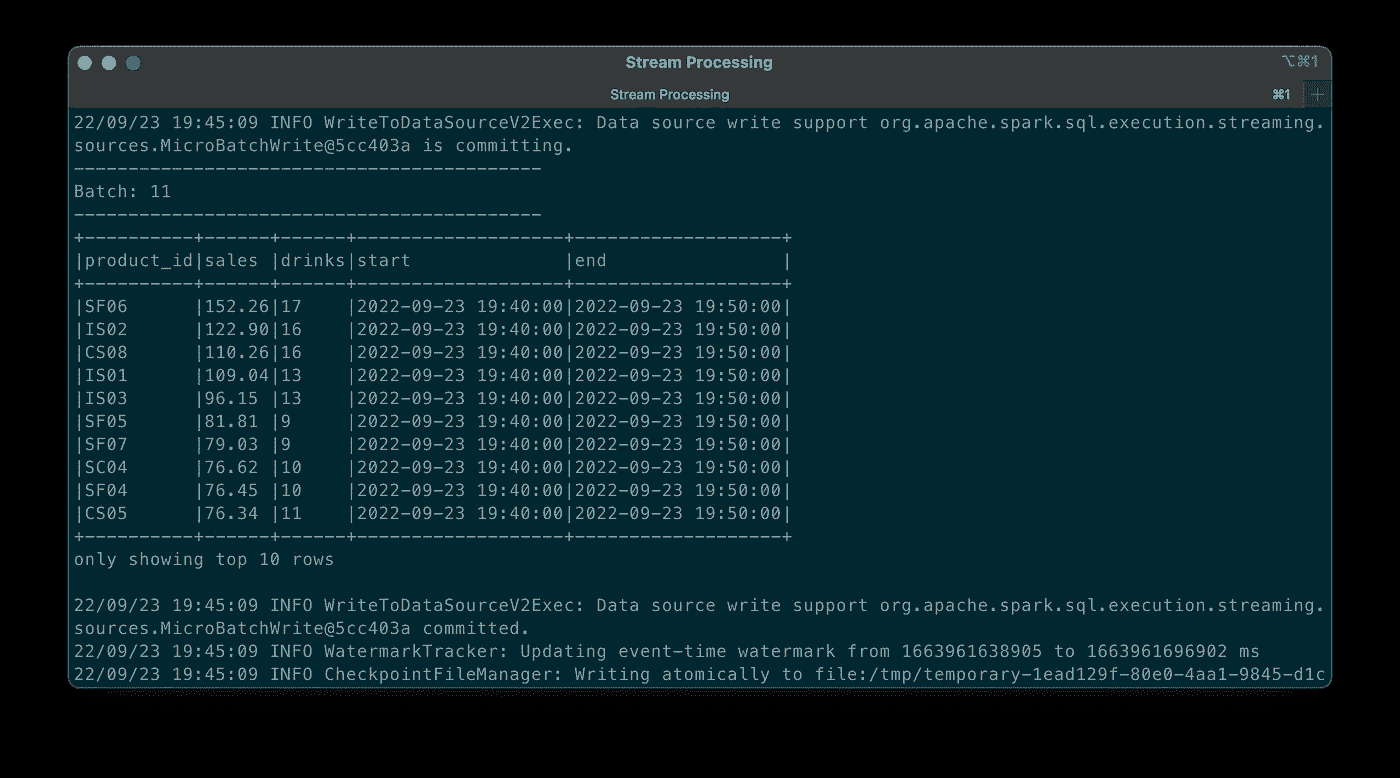 Stream Processing
⌥⌘1
Stream Processing
⌘1
+
22/09/23 19:45:09 INFO WriteToDataSourceV2Exec: Data source write support org.apache.spark.sql.execution.streaming.
sources.MicroBatchWrite@5cc403a is committing.
-------------------------------------------
Batch: 11
-------------------------------------------
+----------+------+------+-------------------+-------------------+
|product_id|sales |drinks|start              |end                |
+----------+------+------+-------------------+-------------------+
|SF06      |152.26|17    |2022-09-23 19:40:00|2022-09-23 19:50:00|
|IS02      |122.90|16    |2022-09-23 19:40:00|2022-09-23 19:50:00|
|CS08      |110.26|16    |2022-09-23 19:40:00|2022-09-23 19:50:00|
|IS01      |109.04|13    |2022-09-23 19:40:00|2022-09-23 19:50:00|
|IS03      |96.15 |13    |2022-09-23 19:40:00|2022-09-23 19:50:00|
|SF05      |81.81 |9     |2022-09-23 19:40:00|2022-09-23 19:50:00|
|SF07      |79.03 |9     |2022-09-23 19:40:00|2022-09-23 19:50:00|
|SC04      |76.62 |10    |2022-09-23 19:40:00|2022-09-23 19:50:00|
|SF04      |76.45 |10    |2022-09-23 19:40:00|2022-09-23 19:50:00|
|CS05      |76.34 |11    |2022-09-23 19:40:00|2022-09-23 19:50:00|
+----------+------+------+-------------------+-------------------+
only showing top 10 rows
22/09/23 19:45:09 INFO WriteToDataSourceV2Exec: Data source write support org.apache.spark.sql.execution.streaming.
sources.MicroBatchWrite@5cc403a committed.
22/09/23 19:45:09 INFO WatermarkTracker: Updating event-time watermark from 1663961638905 to 1663961696902 ms
22/09/23 19:45:09 INFO CheckpointFileManager: Writing atomically to file:/tmp/temporary-1ead129f-80e0-4aa1-9845-d1c